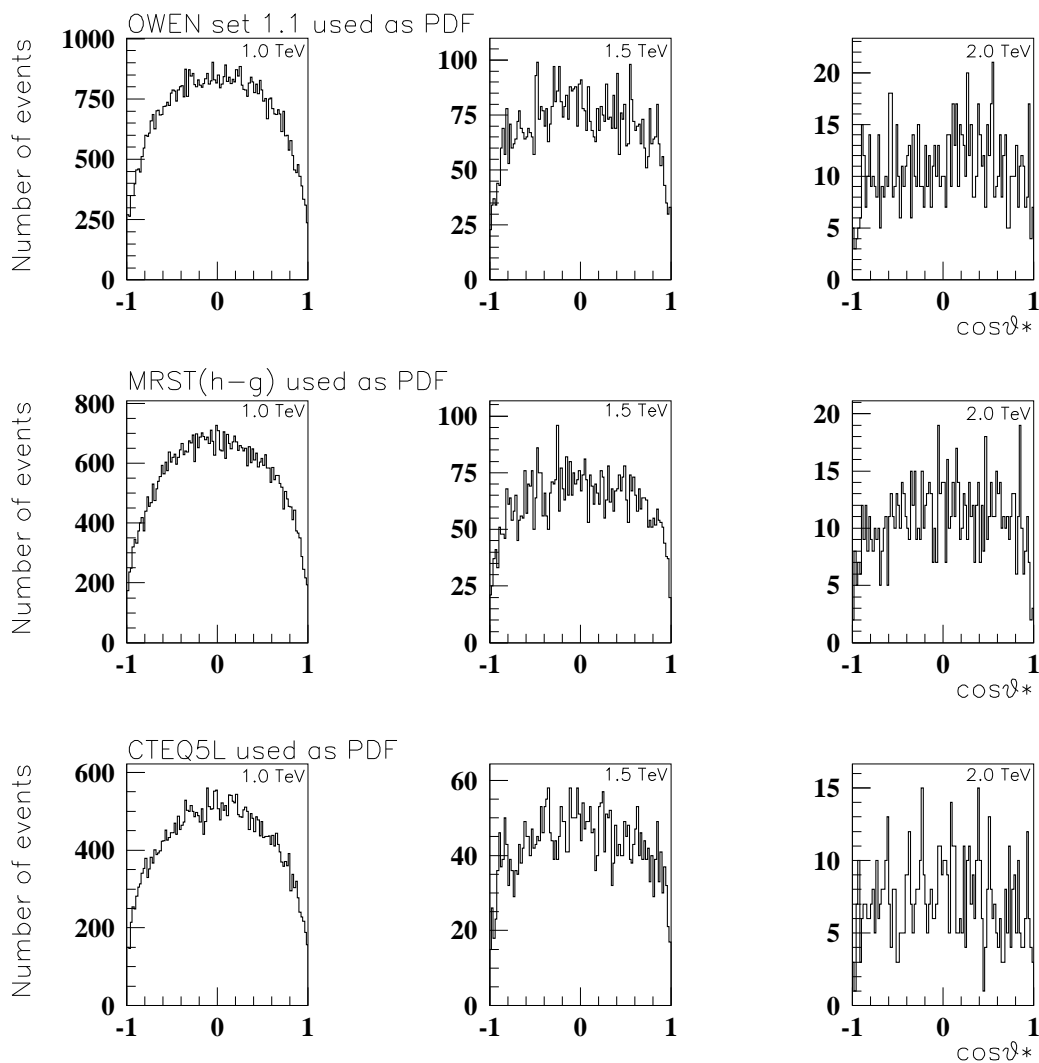 OWEN set 1.1 used as PDF
Number of events
1000
750
500
250
0
1.0 TeV
-1 0 1
100
75
50
25
0
1.5 TeV
-1 0 1
20
15
10
5
0
2.0 TeV
-1 0 1
cosϑ*
MRST(h-g) used as PDF
Number of events
800
600
400
200
0
1.0 TeV
-1 0 1
100
75
50
25
0
1.5 TeV
-1 0 1
20
15
10
5
0
2.0 TeV
-1 0 1
cosϑ*
CTEQ5L used as PDF
Number of events
600
400
200
0
1.0 TeV
-1 0 1
60
40
20
0
1.5 TeV
-1 0 1
15
10
5
0
2.0 TeV
-1 0 1
cosϑ*